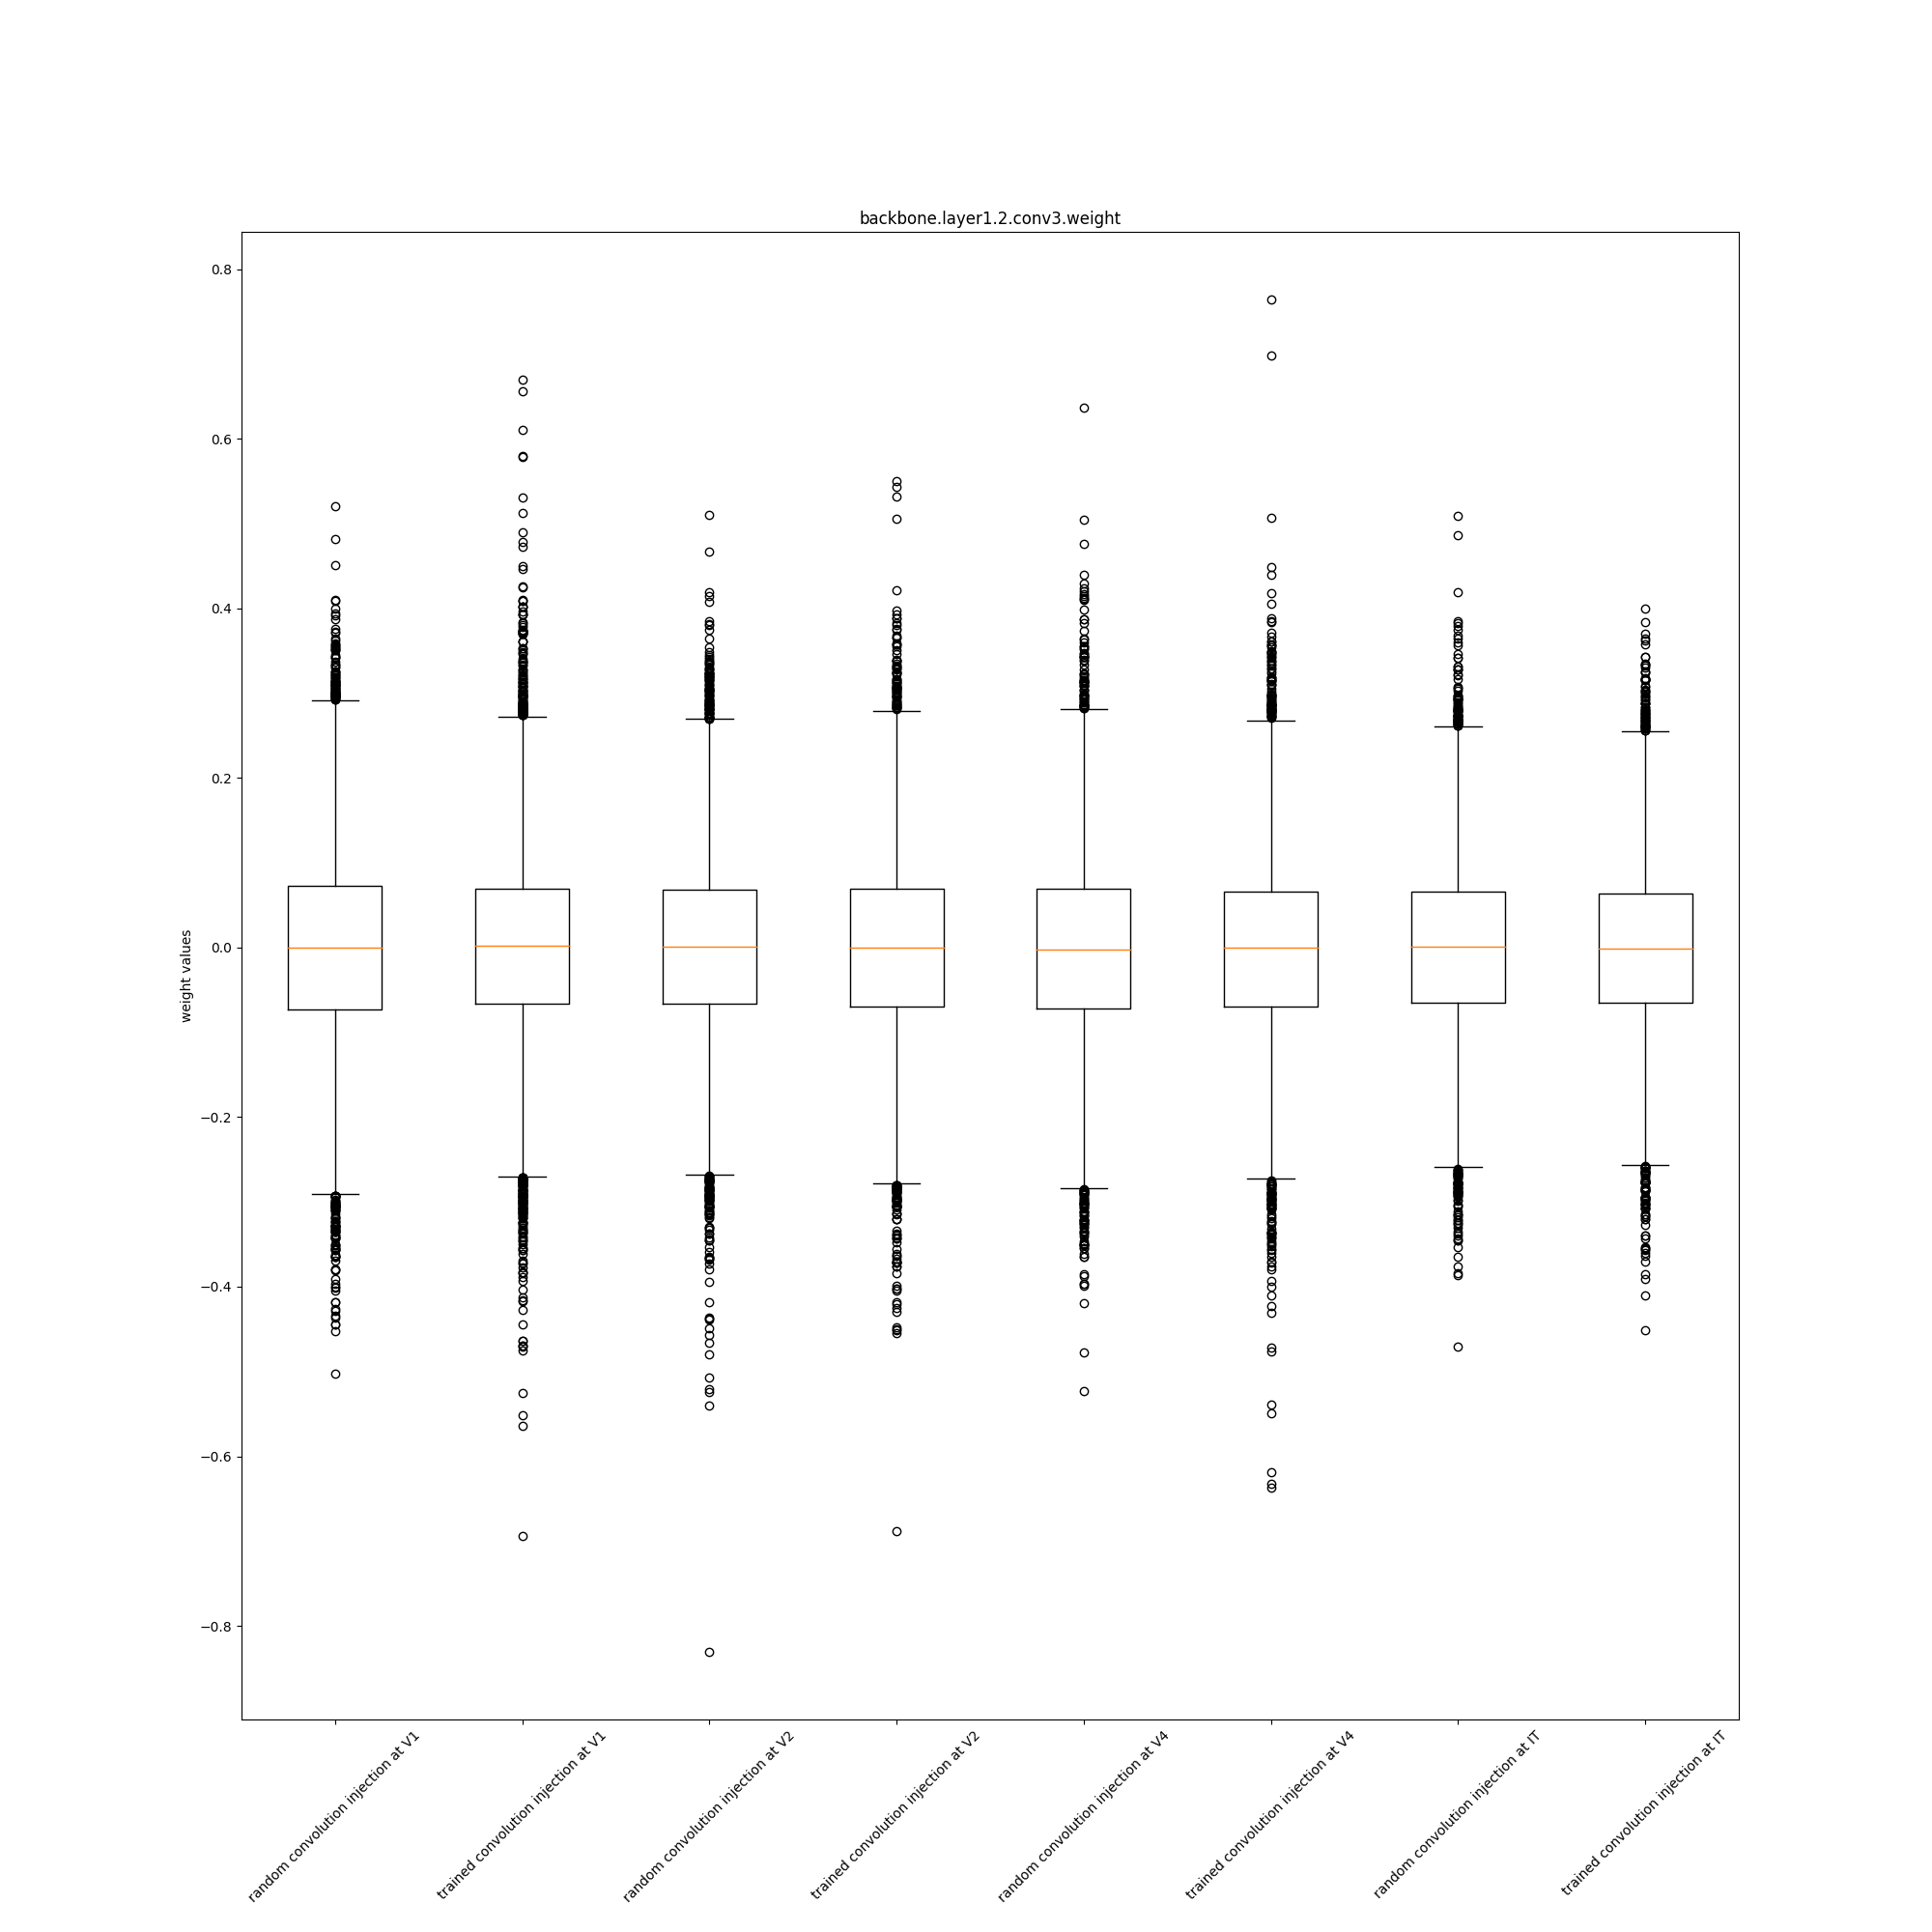 backbone.layer1.2.conv3.weight
0.8
0.6
0.4
0.2
0.0
−0.2
−0.4
−0.6
−0.8
weight values
random convolution injection at V1
trained convolution injection at V1
random convolution injection at V2
trained convolution injection at V2
random convolution injection at V4
trained convolution injection at V4
random convolution injection at IT
trained convolution injection at IT